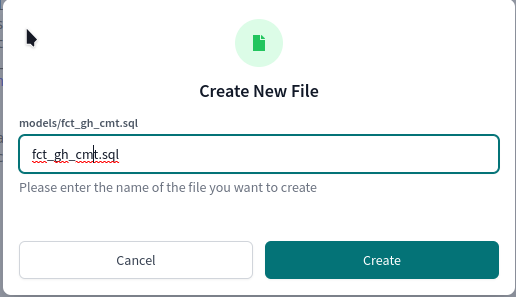 Create New File
models/fct_gh_cmt.sql
fct_gh_cmt.sql
Please enter the name of the file you want to create
Cancel
Create